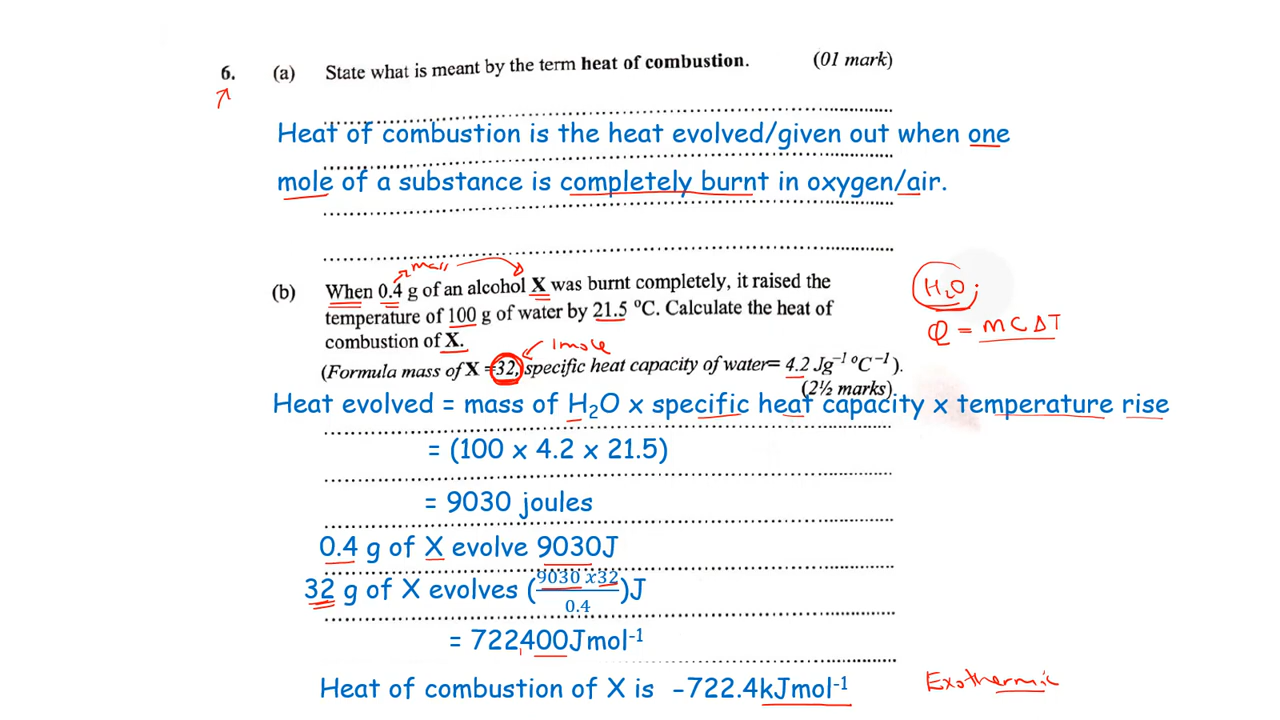 6. (a) State what is meant by the term heat of combustion. (01 mark)
Heat of combustion is the heat evolved/given out when one
mole of a substance is completely burnt in oxygen/air.
mass
(b) When 0.4 g of an alcohol X was burnt completely, it raised the
temperature of 100 g of water by 21.5 °C. Calculate the heat of
combustion of X.
H₂O.
Q = MCΔT
1mole
(Formula mass of X =32, specific heat capacity of water= 4.2 Jg⁻¹ °C⁻¹).
(2½ marks).
Heat evolved = mass of H₂O x specific heat capacity x temperature rise
= (100 x 4.2 x 21.5)
= 9030 joules
0.4 g of X evolve 9030J
32 g of X evolves (9030 x32/0.4)J
= 722400Jmol⁻¹
Heat of combustion of X is -722.4kJmol⁻¹
Exothermic